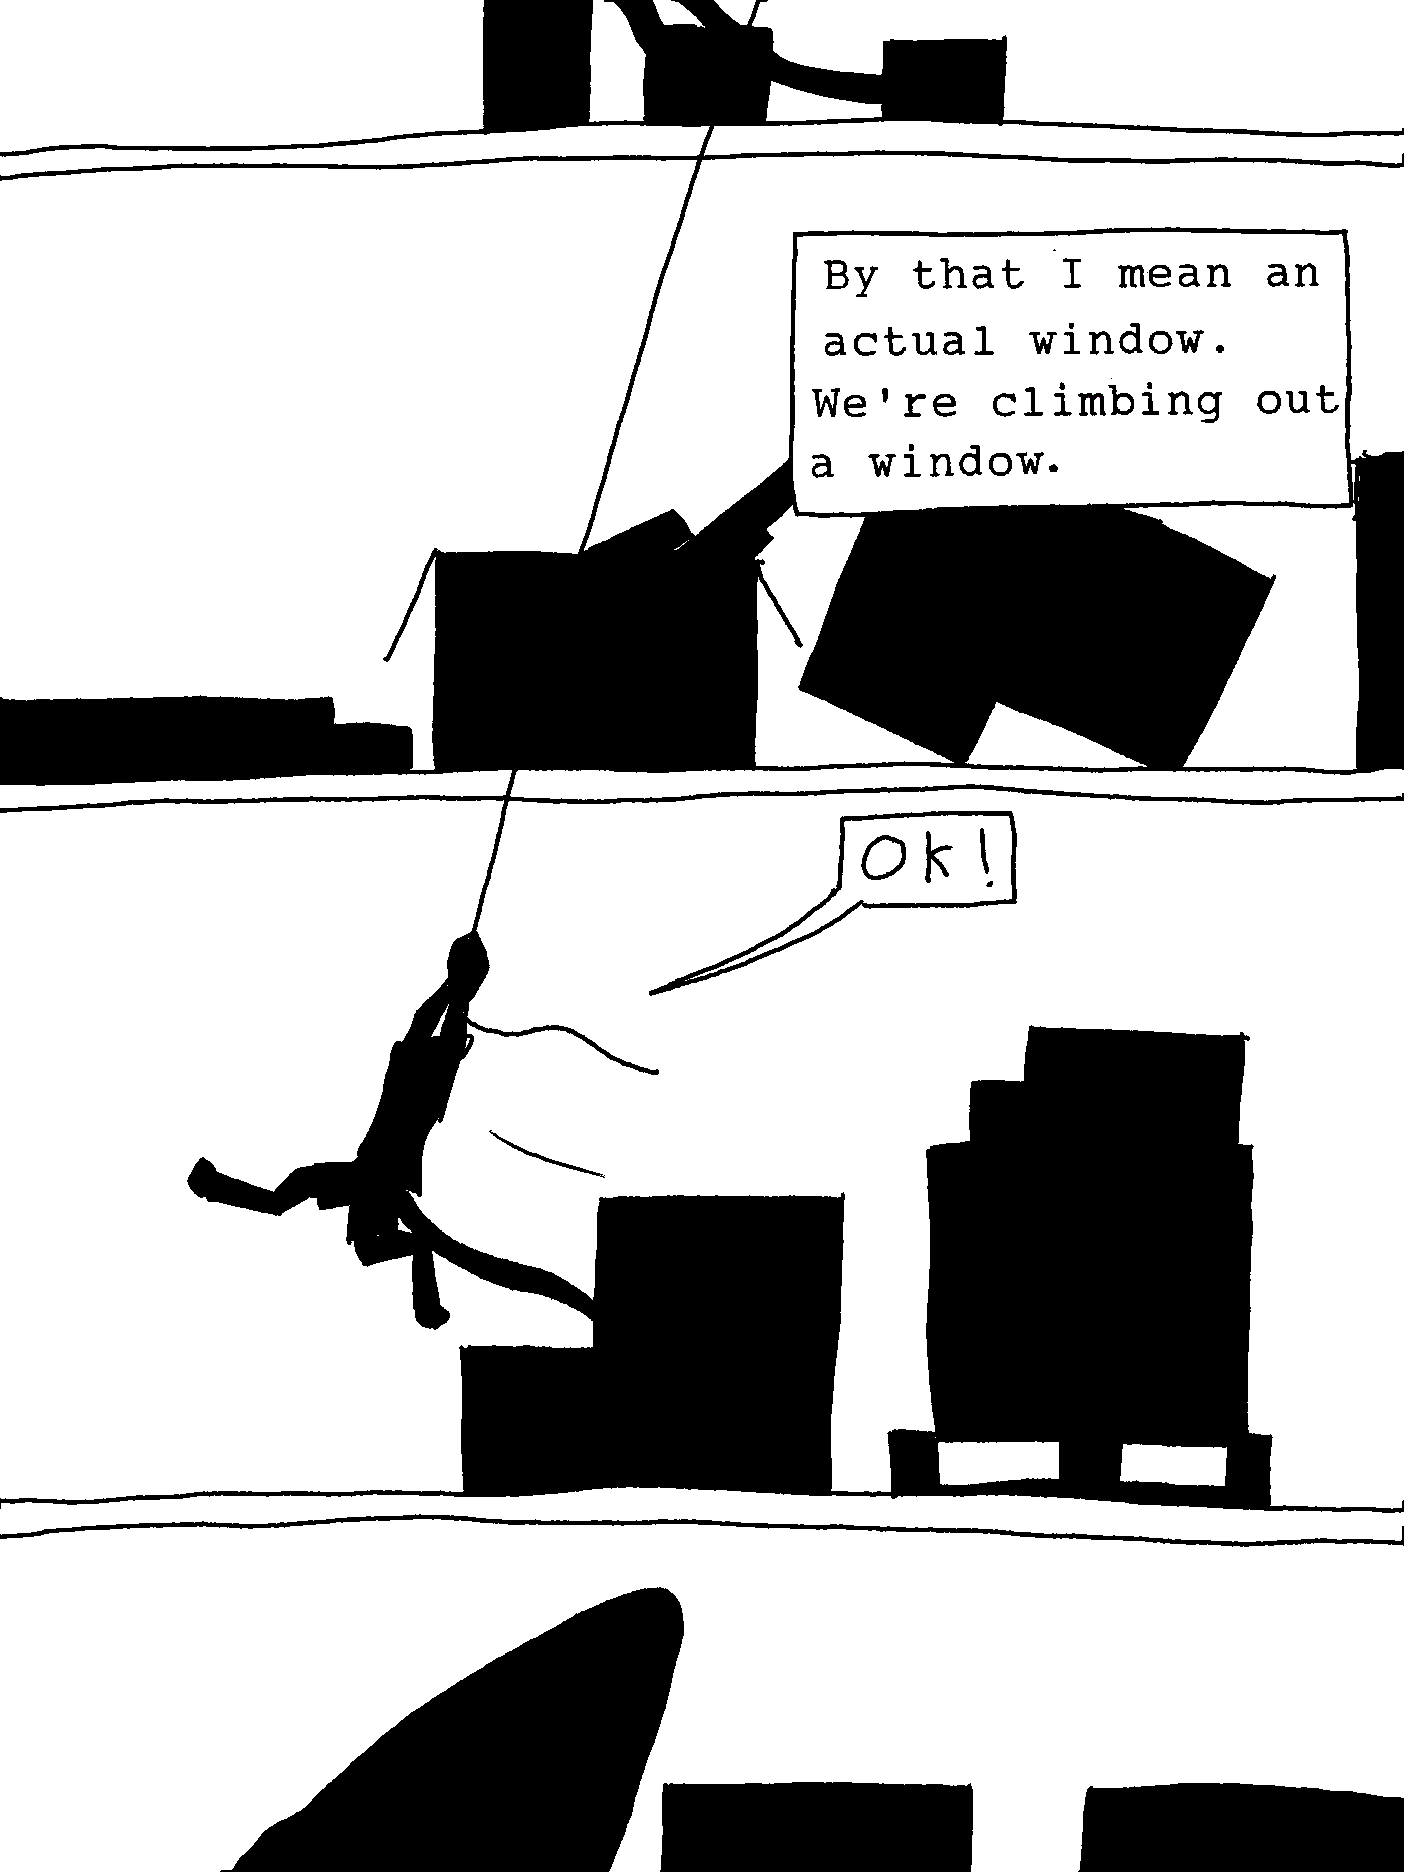 By that I mean an
actual window.
We're climbing out
a window.
Ok!